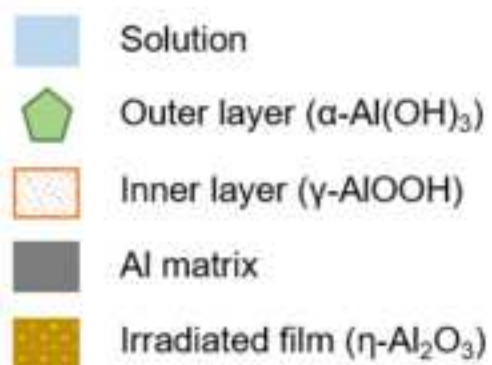 Solution
Outer layer (α-Al(OH)₃)
Inner layer (γ-AlOOH)
Al matrix
Irradiated film (η-Al₂O₃)